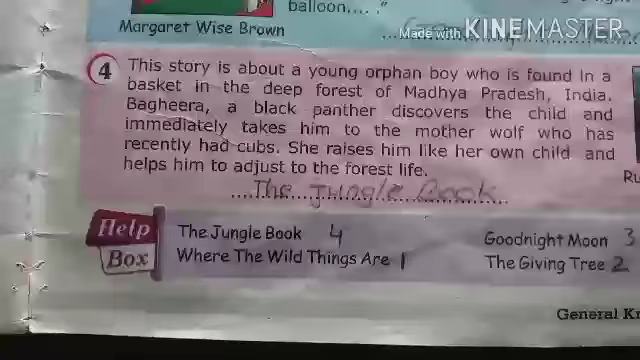 balloon.... ."
Margaret Wise Brown
Made with KINEMASTER
4 This story is about a young orphan boy who is found in a
basket in the deep forest of Madhya Pradesh, India.
Bagheera, a black panther discovers the child and
immediately takes him to the mother wolf who has
recently had cubs. She raises him like her own child and
helps him to adjust to the forest life.
Ru
The Jungle Book
Help Box
The Jungle Book 4 Goodnight Moon 3
Where The Wild Things Are 1 The Giving Tree 2
General Kn